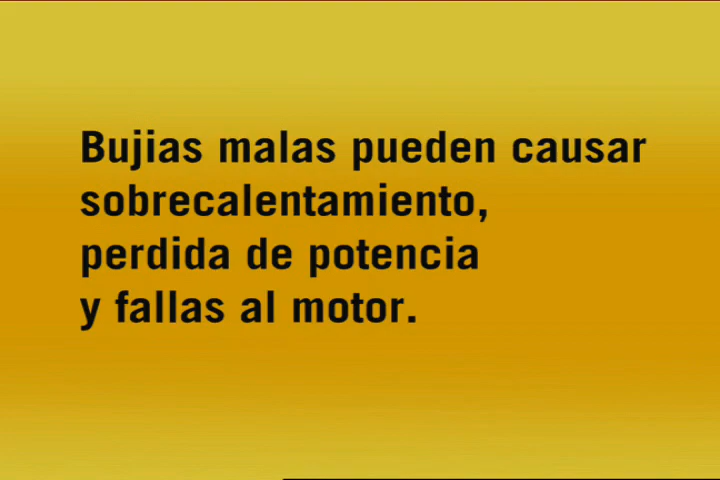 Bujias malas pueden causar
sobrecalentamiento,
perdida de potencia
y fallas al motor.